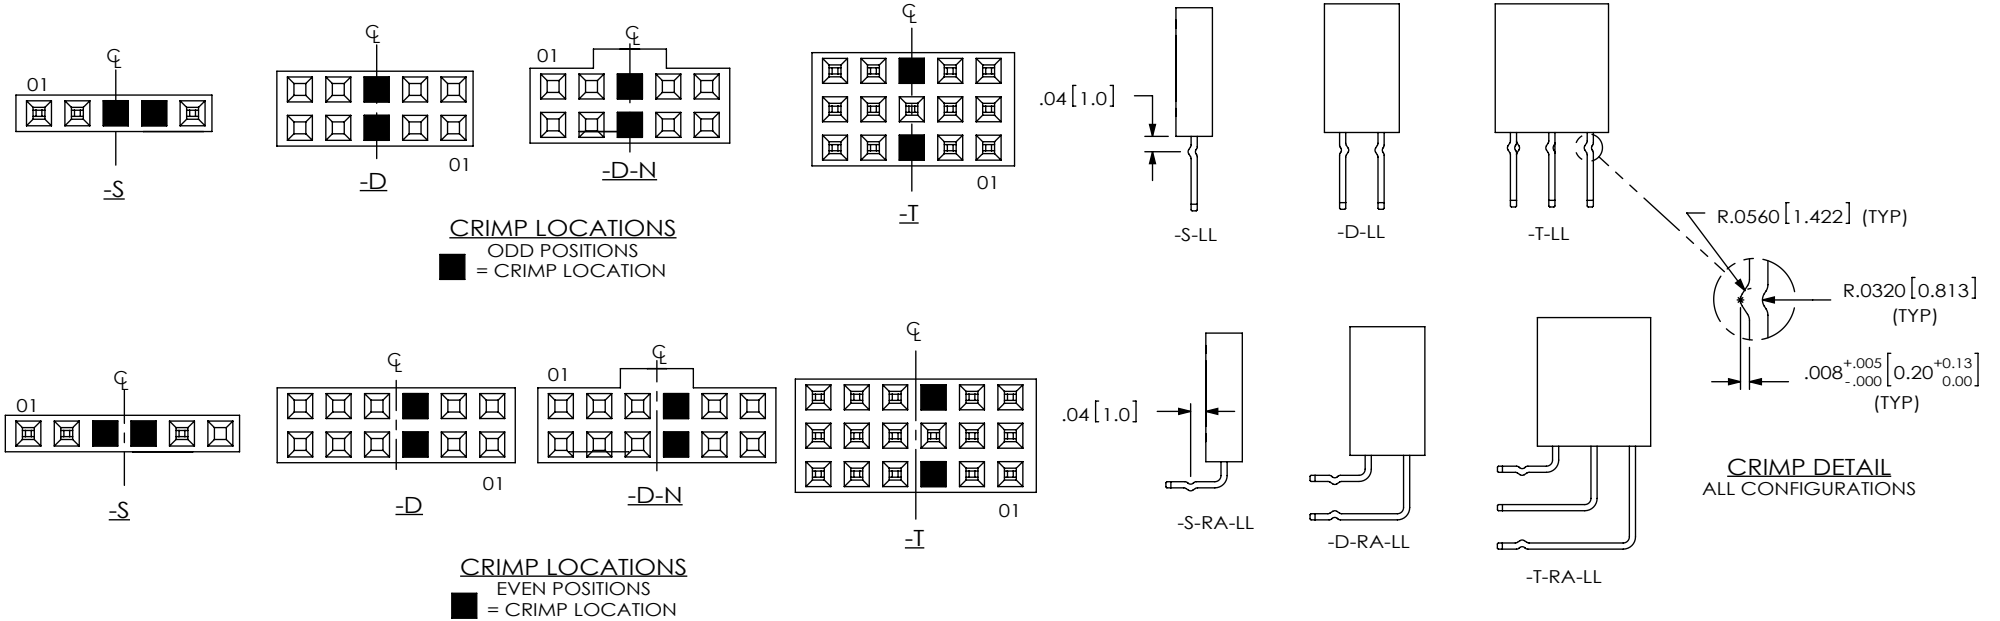 ℄
01
-S
℄
01
-D
℄
01
-D-N
℄
01
-T
CRIMP LOCATIONS
ODD POSITIONS
= CRIMP LOCATION
.04[1.0]
-S-LL
-D-LL
-T-LL
R.0560[1.422] (TYP)
R.0320[0.813]
(TYP)
.008+.005 -.000[0.20+0.13 0.00]
(TYP)
℄
01
-S
℄
01
-D
℄
01
-D-N
℄
01
-T
CRIMP LOCATIONS
EVEN POSITIONS
= CRIMP LOCATION
.04[1.0]
-S-RA-LL
-D-RA-LL
-T-RA-LL
CRIMP DETAIL
ALL CONFIGURATIONS